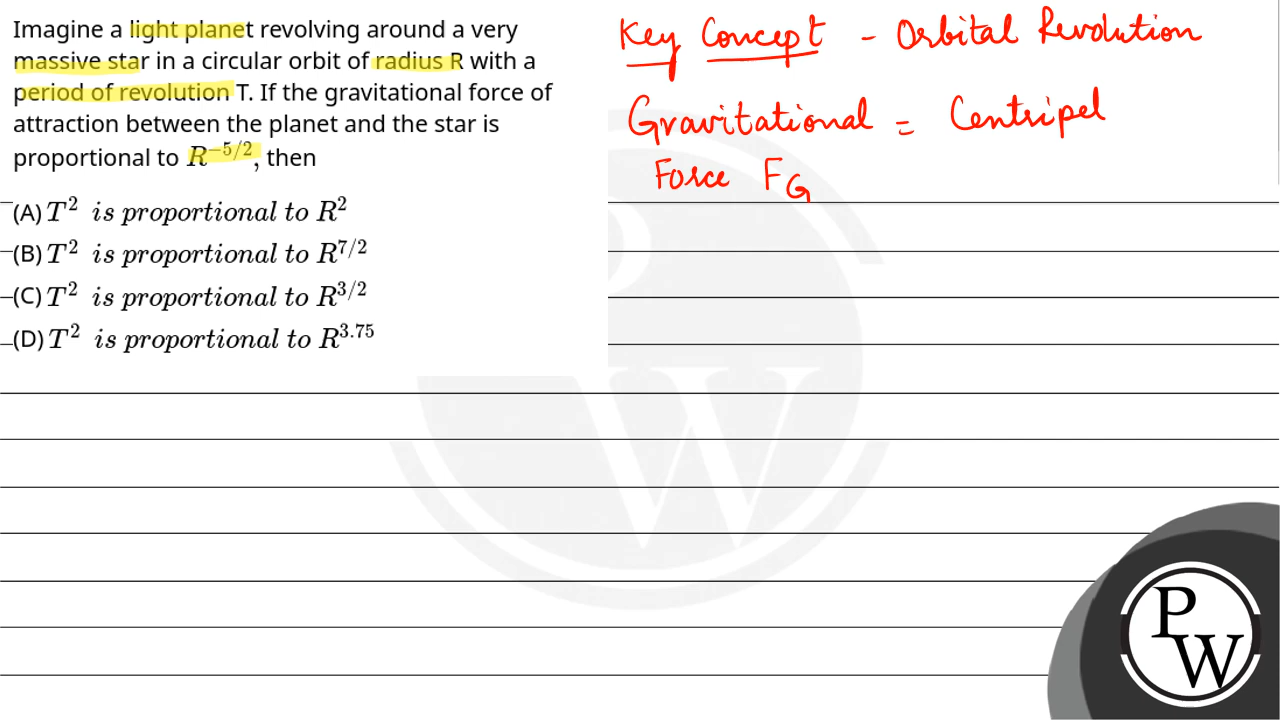 Imagine a light planet revolving around a very
massive star in a circular orbit of radius R with a
period of revolution T. If the gravitational force of
attraction between the planet and the star is
proportional to R^{-5/2}, then
(A) T^2 is proportional to R^2
(B) T^2 is proportional to R^{7/2}
(C) T^2 is proportional to R^{3/2}
(D) T^2 is proportional to R^{3.75}
Key Concept - Orbital Revolution
Gravitational = Centripel
Force F_G
P
W